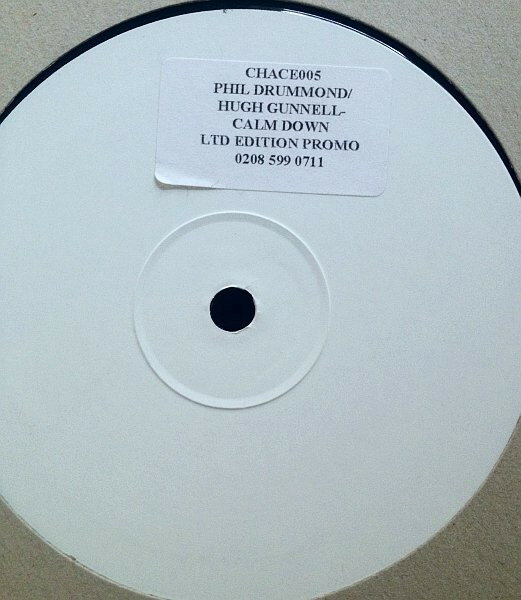 CHACE005
PHIL DRUMMOND/
HUGH GUNNELL-
CALM DOWN
LTD EDITION PROMO
0208 599 0711